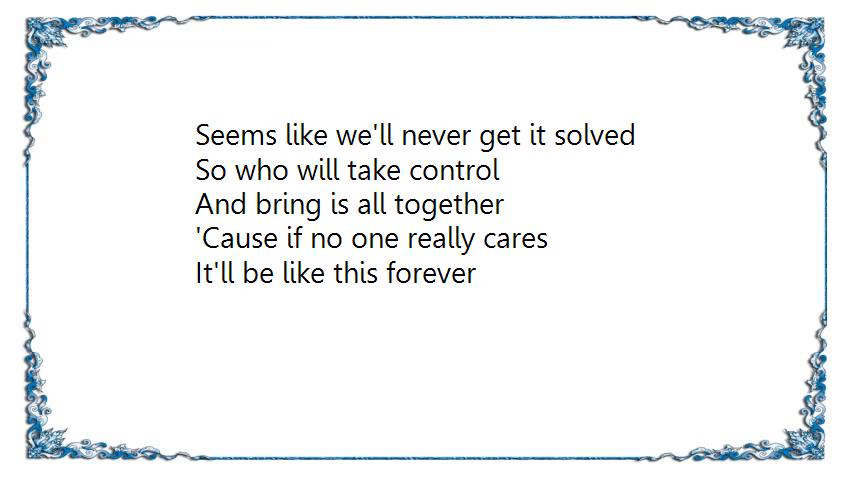 Seems like we'll never get it solved
So who will take control
And bring is all together
'Cause if no one really cares
It'll be like this forever